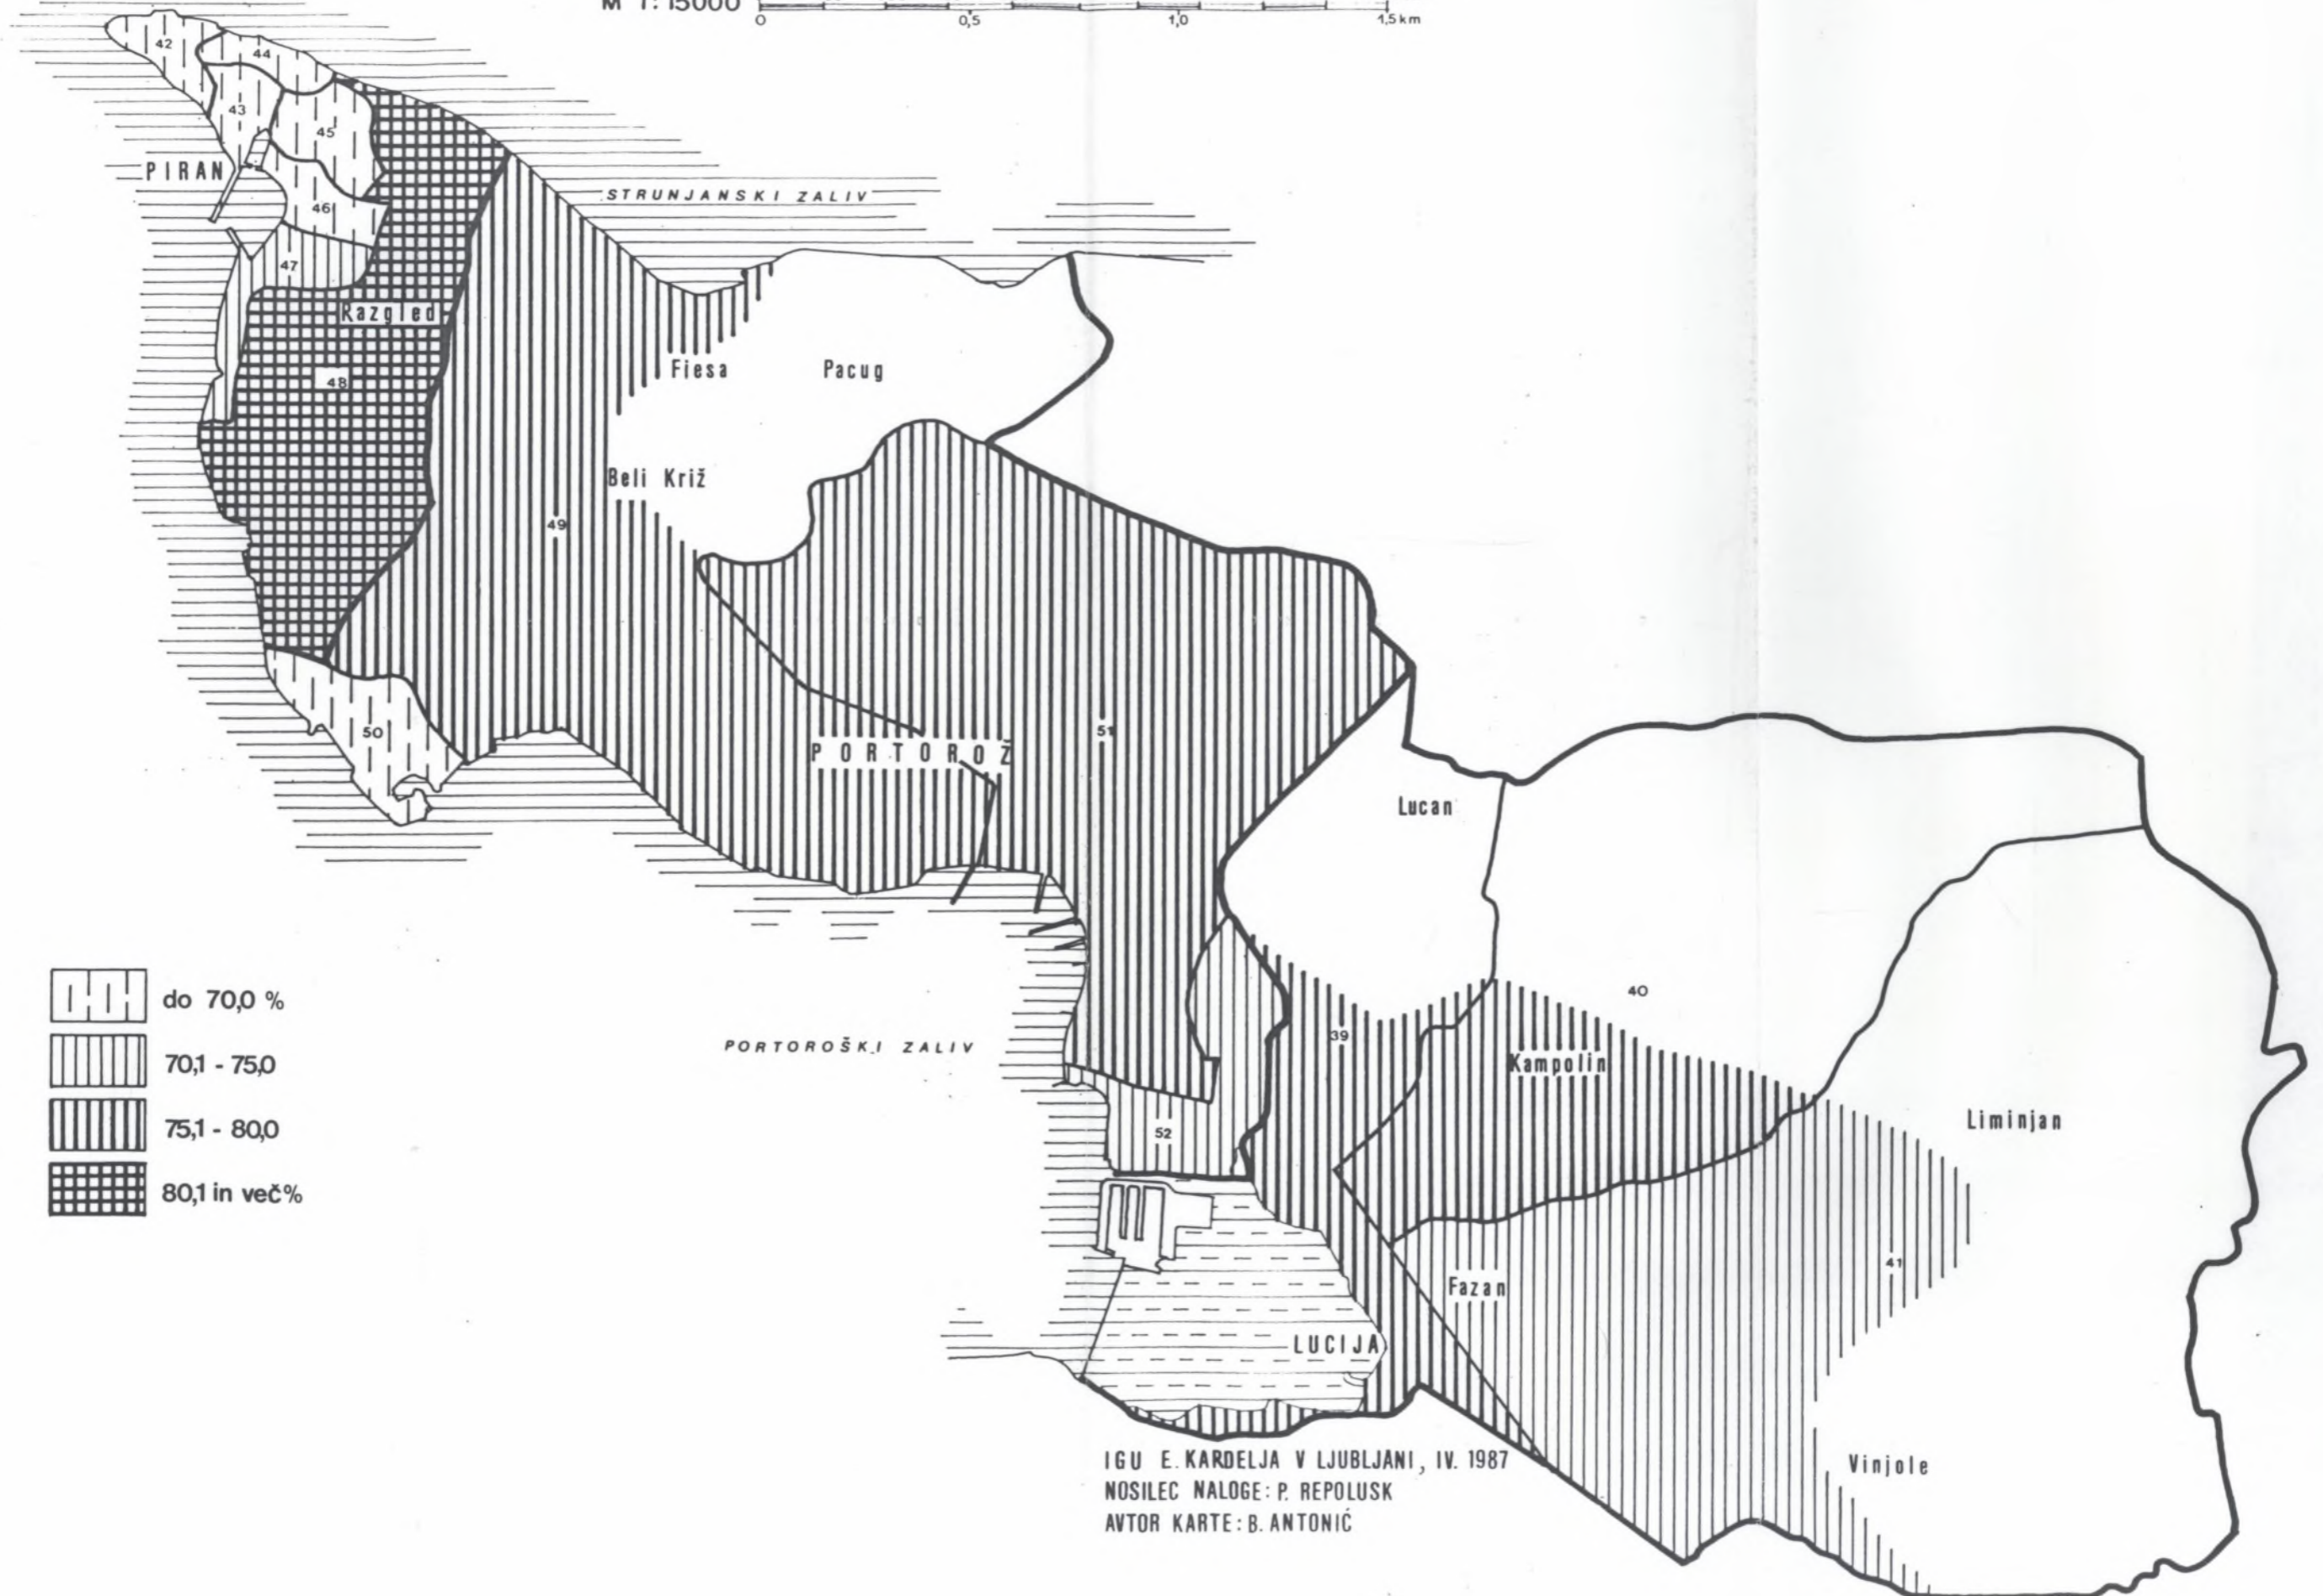 M 1: 15000
0 0,5 1,0 1,5 km
42
44
43
45
PIRAN
STRUNJANSKI ZALIV
46
47
Razgled
48
Fiesa
Pacug
Beli Križ
49
50
51
PORTOROŽ
Lucan
do 70,0 %
70,1 - 75,0
75,1 - 80,0
80,1 in več%
PORTOROŠKI ZALIV
40
39
Kampolin
Liminjan
52
41
Fazan
LUCIJA
Vinjole
IGU E. KARDELJA V LJUBLJANI, IV. 1987
NOSILEC NALOGE: P. REPOLUSK
AVTOR KARTE: B. ANTONIĆ